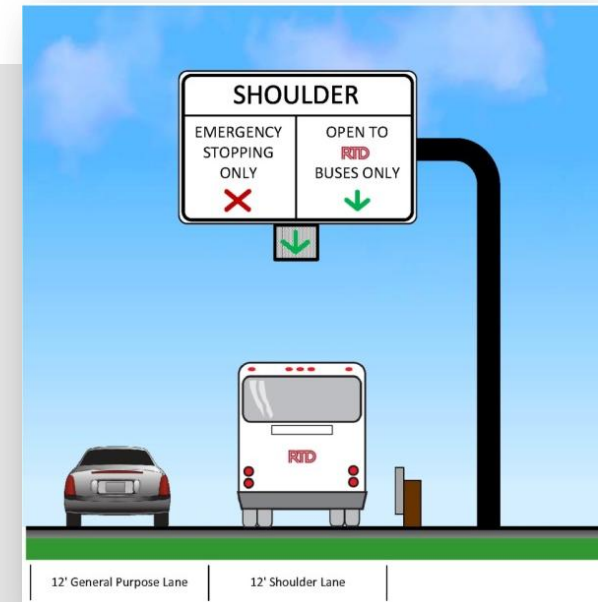 SHOULDER
EMERGENCY
STOPPING
ONLY
OPEN TO
RTD
BUSES ONLY
RTD
12' General Purpose Lane
12' Shoulder Lane